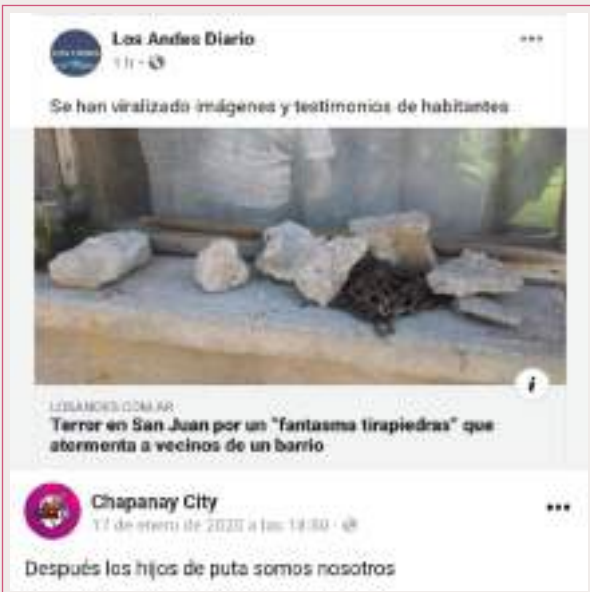 Los Andes Diario
1 h
Se han viralizado imágenes y testimonios de habitantes
LOSANDES.COM.AR
Terror en San Juan por un "fantasma tirapiedras" que
atormenta a vecinos de un barrio
Chapanay City
17 de enero de 2020 a las
Después los hijos de puta somos nosotros